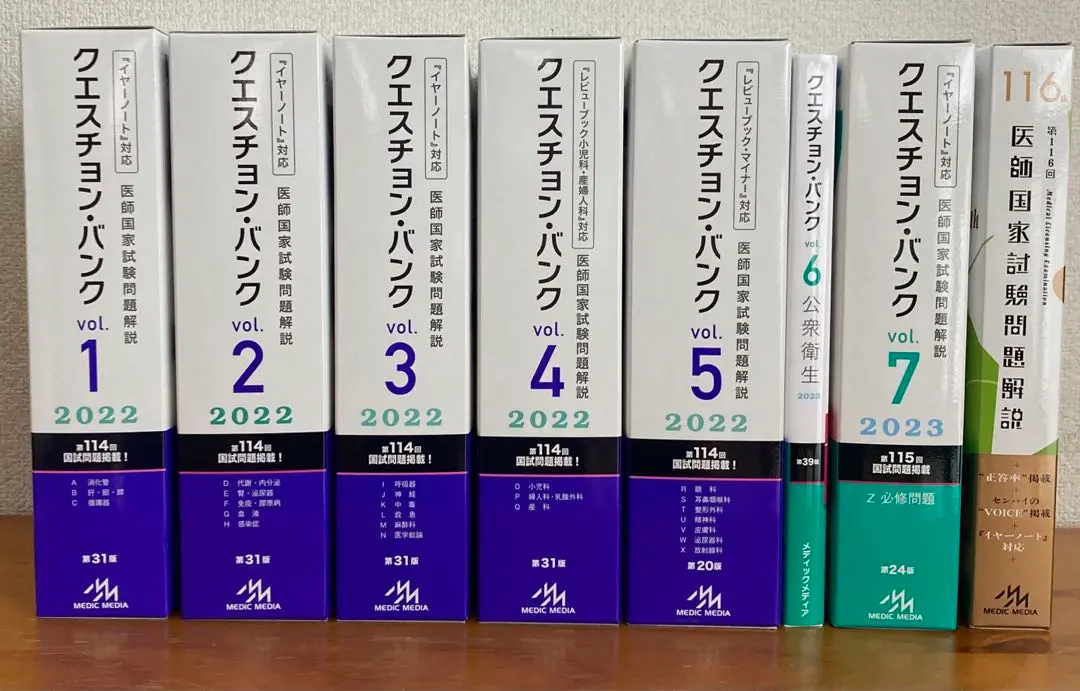 『イヤーノート』対応
クエスチョン・バンク
医師国家試験問題解説
vol.
1
2022
第114回
国試問題掲載！
A 消化管
B 肝・胆・膵
C 循環器
第31版
MEDIC MEDIA
『イヤーノート』対応
クエスチョン・バンク
医師国家試験問題解説
vol.
2
2022
第114回
国試問題掲載！
D 代謝・内分泌
E 腎・泌尿器
F 免疫・膠原病
G 血液
H 感染症
第31版
MEDIC MEDIA
『イヤーノート』対応
クエスチョン・バンク
医師国家試験問題解説
vol.
3
2022
第114回
国試問題掲載！
I 呼吸器
J 神経
K 中毒
L 救急
M 麻酔科
N 医学総論
第31版
MEDIC MEDIA
『レビューブック小児科・産婦人科』対応
クエスチョン・バンク
医師国家試験問題解説
vol.
4
2022
第114回
国試問題掲載！
O 小児科
P 婦人科・乳腺外科
Q 産科
第31版
MEDIC MEDIA
『レビューブック・マイナー』対応
クエスチョン・バンク
医師国家試験問題解説
vol.
5
2022
第114回
国試問題掲載！
R 眼科
S 耳鼻咽喉科
T 整形外科
U 精神科
V 皮膚科
W 泌尿器科
X 放射線科
第20版
MEDIC MEDIA
クエスチョン・バンク
vol.
6
公衆衛生
2023
第39版
メディックメディア
『イヤーノート』対応
クエスチョン・バンク
医師国家試験問題解説
vol.
7
2023
第115回
国試問題掲載！
Z 必修問題
第24版
MEDIC MEDIA
116th
第116回
Medical Licensing Examination
医師国家試験問題解説
+
"正答率"掲載
+
センパイの
"VOICE"掲載
+
『イヤーノート』
対応
+
MEDIC MEDIA